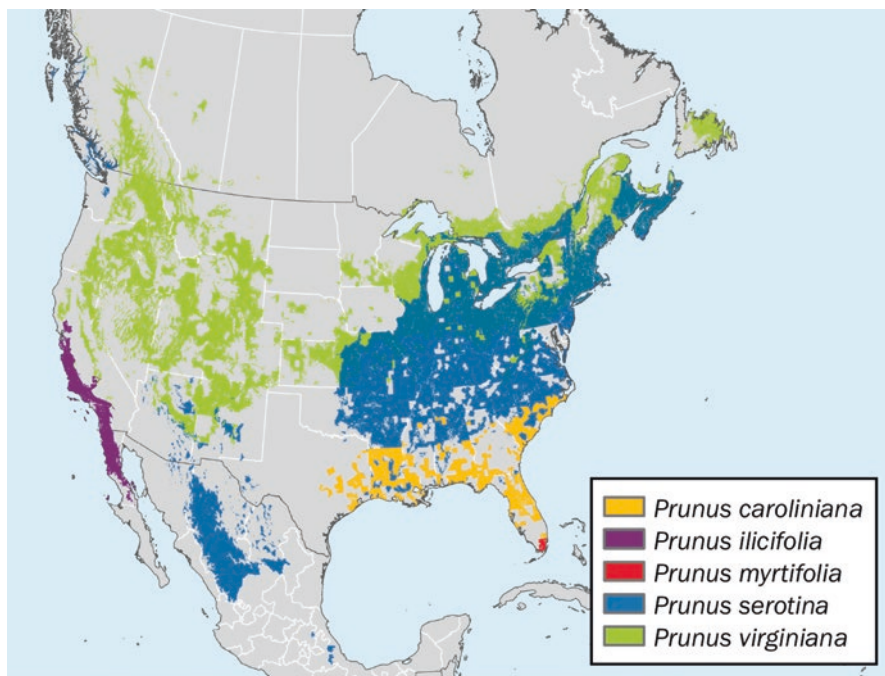 Prunus caroliniana
Prunus ilicifolia
Prunus myrtifolia
Prunus serotina
Prunus virginiana